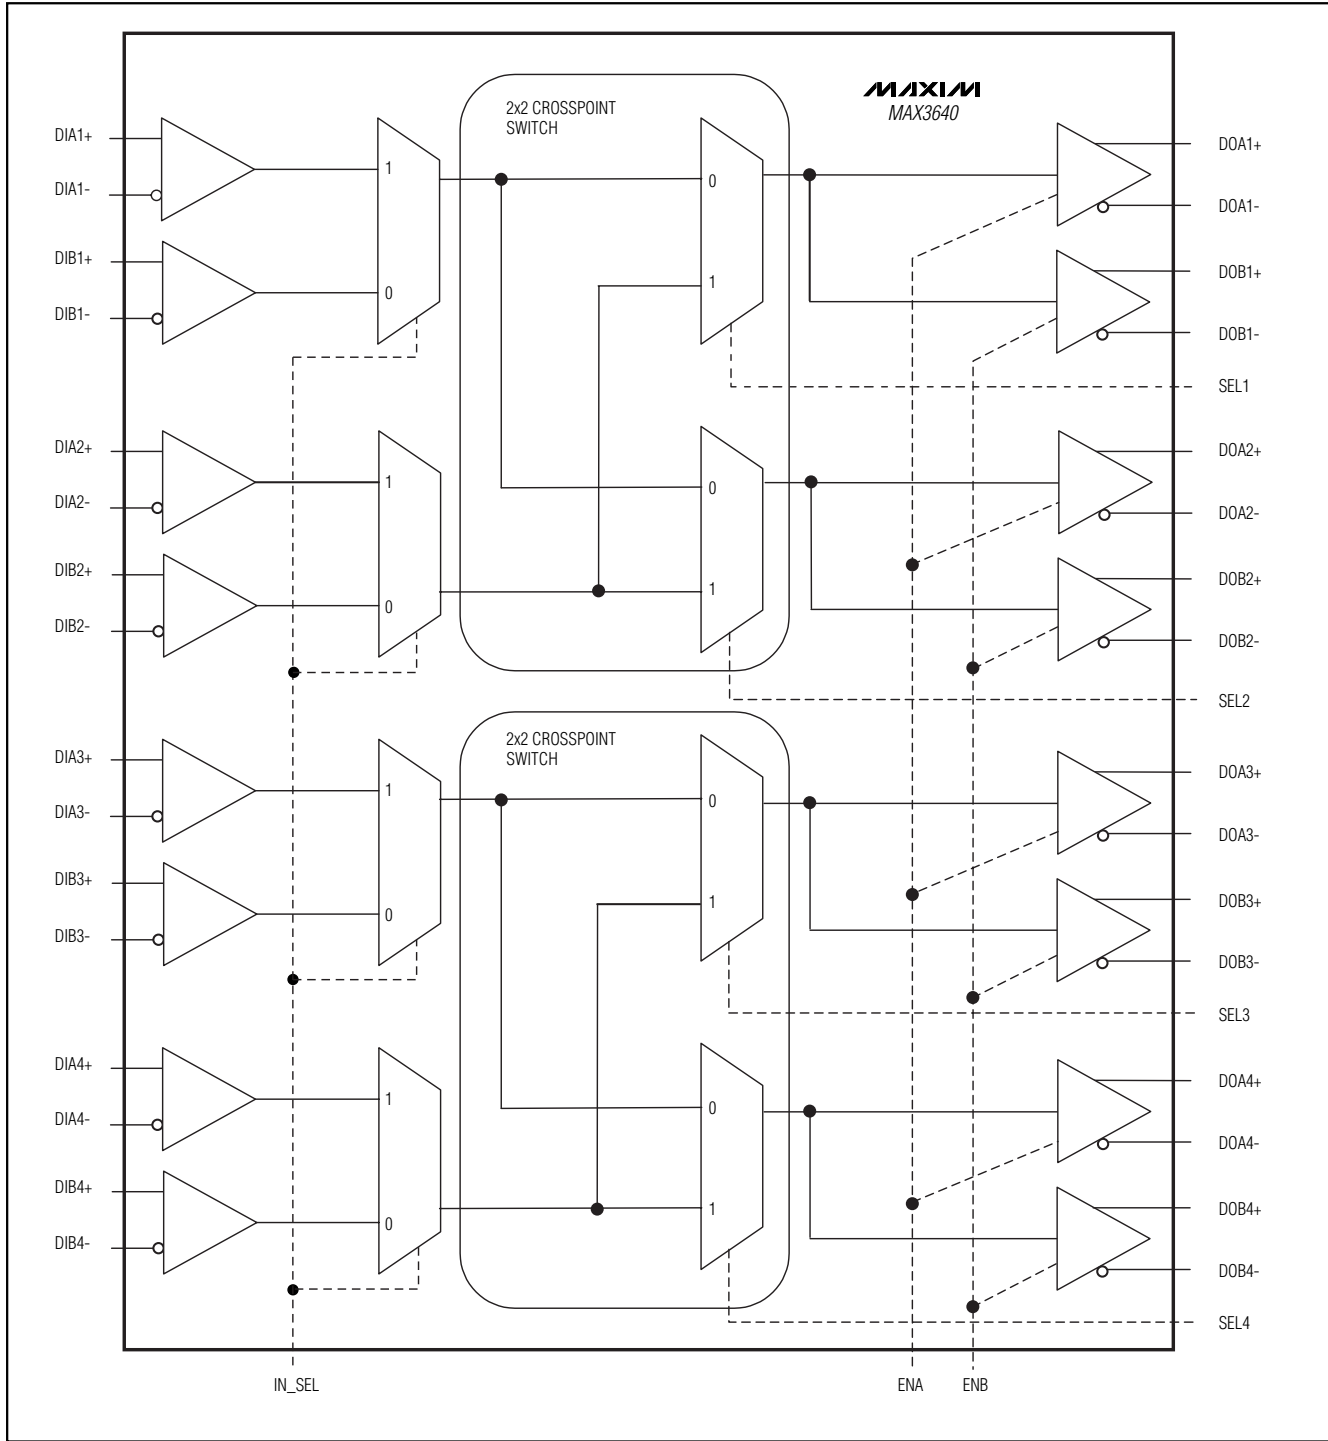 MAXIM
MAX3640
2x2 CROSSPOINT
SWITCH
DIA1+
DIA1-
DIB1+
DIB1-
1
0
0
1
DOA1+
DOA1-
DOB1+
DOB1-
SEL1
DIA2+
DIA2-
DIB2+
DIB2-
1
0
0
1
DOA2+
DOA2-
DOB2+
DOB2-
SEL2
2x2 CROSSPOINT
SWITCH
DIA3+
DIA3-
DIB3+
DIB3-
1
0
0
1
DOA3+
DOA3-
DOB3+
DOB3-
SEL3
DIA4+
DIA4-
DIB4+
DIB4-
1
0
0
1
DOA4+
DOA4-
DOB4+
DOB4-
SEL4
IN_SEL
ENA
ENB